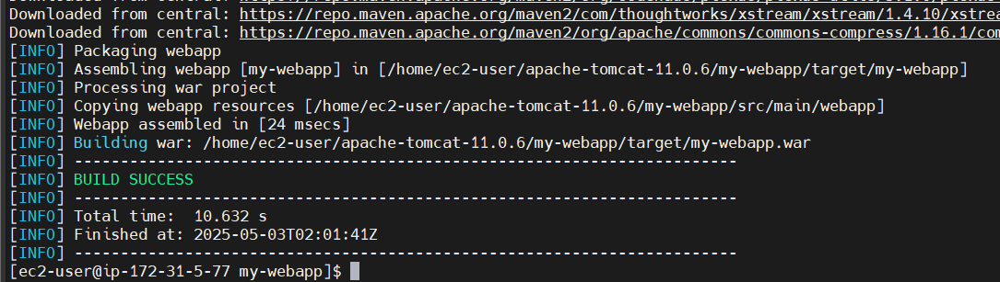 Downloaded from central: https://repo.maven.apache.org/maven2/com/thoughtworks/xstream/xstream/1.4.10/xstrea
Downloaded from central: https://repo.maven.apache.org/maven2/org/apache/commons/commons-compress/1.16.1/com
[INFO] Packaging webapp
[INFO] Assembling webapp [my-webapp] in [/home/ec2-user/apache-tomcat-11.0.6/my-webapp/target/my-webapp]
[INFO] Processing war project
[INFO] Copying webapp resources [/home/ec2-user/apache-tomcat-11.0.6/my-webapp/src/main/webapp]
[INFO] Webapp assembled in [24 msecs]
[INFO] Building war: /home/ec2-user/apache-tomcat-11.0.6/my-webapp/target/my-webapp.war
[INFO] ------------------------------------------------------------------------
[INFO] BUILD SUCCESS
[INFO] ------------------------------------------------------------------------
[INFO] Total time:  10.632 s
[INFO] Finished at: 2025-05-03T02:01:41Z
[INFO] ------------------------------------------------------------------------
[ec2-user@ip-172-31-5-77 my-webapp]$